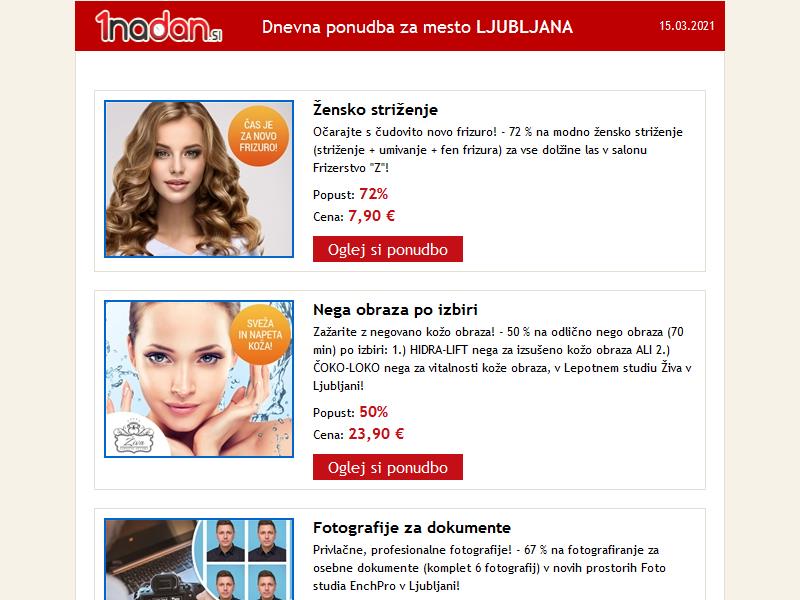 1nadan.si
Dnevna ponudba za mesto LJUBLJANA
15.03.2021
ČAS JE
ZA NOVO
FRIZURO!
Žensko striženje
Očarajte s čudovito novo frizuro! - 72 % na modno žensko striženje
(striženje + umivanje + fen frizura) za vse dolžine las v salonu
Frizerstvo "Z"!
Popust: 72%
Cena: 7,90 €
Oglej si ponudbo
SVEŽA
IN NAPETA
KOŽA!
Živa
Nega obraza po izbiri
Zažarite z negovano kožo obraza! - 50 % na odlično nego obraza (70
min) po izbiri: 1.) HIDRA-LIFT nega za izsušeno kožo obraza ALI 2.)
ČOKO-LOKO nega za vitalnosti kože obraza, v Lepotnem studiu Živa v
Ljubljani!
Popust: 50%
Cena: 23,90 €
Oglej si ponudbo
Fotografije za dokumente
Privlačne, profesionalne fotografije! - 67 % na fotografiranje za
osebne dokumente (komplet 6 fotografij) v novih prostorih Foto
studia EnchPro v Ljubljani!